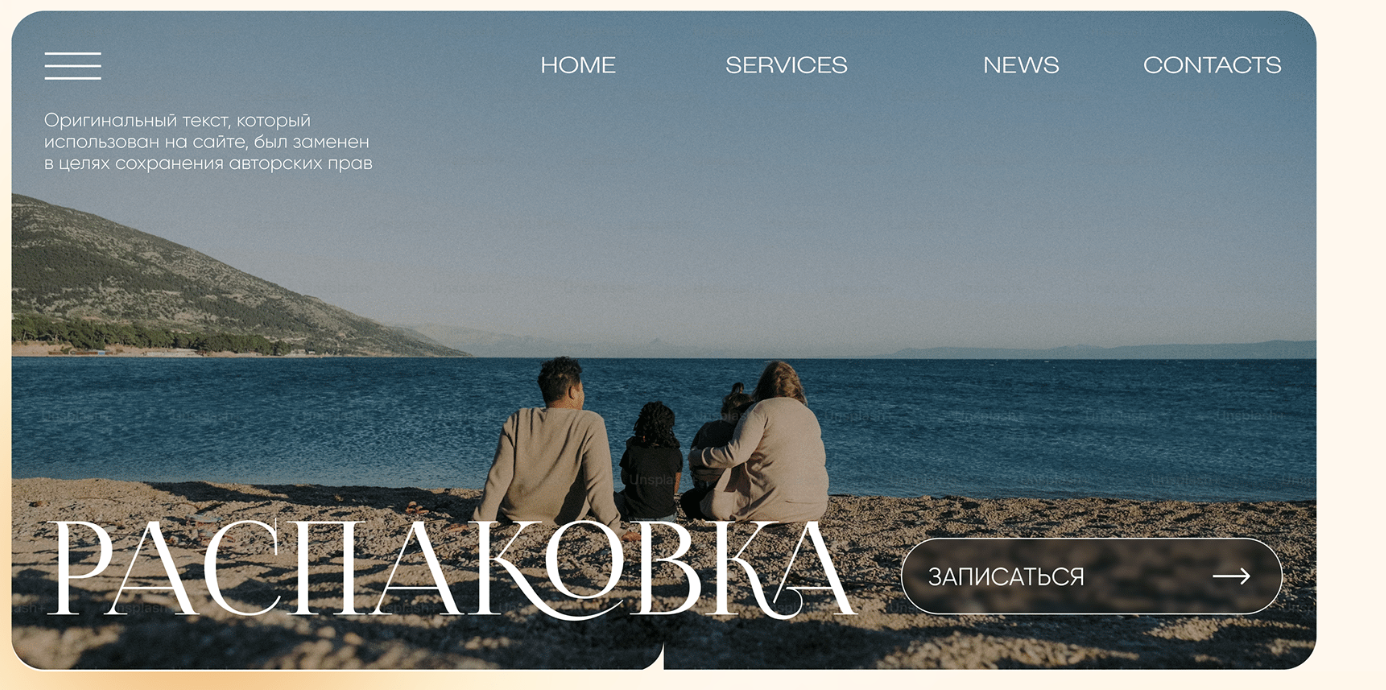 HOME SERVICES NEWS CONTACTS
Оригинальный текст, который
использован на сайте, был заменен
в целях сохранения авторских прав
РАСПАКОВКА
ЗАПИСАТЬСЯ